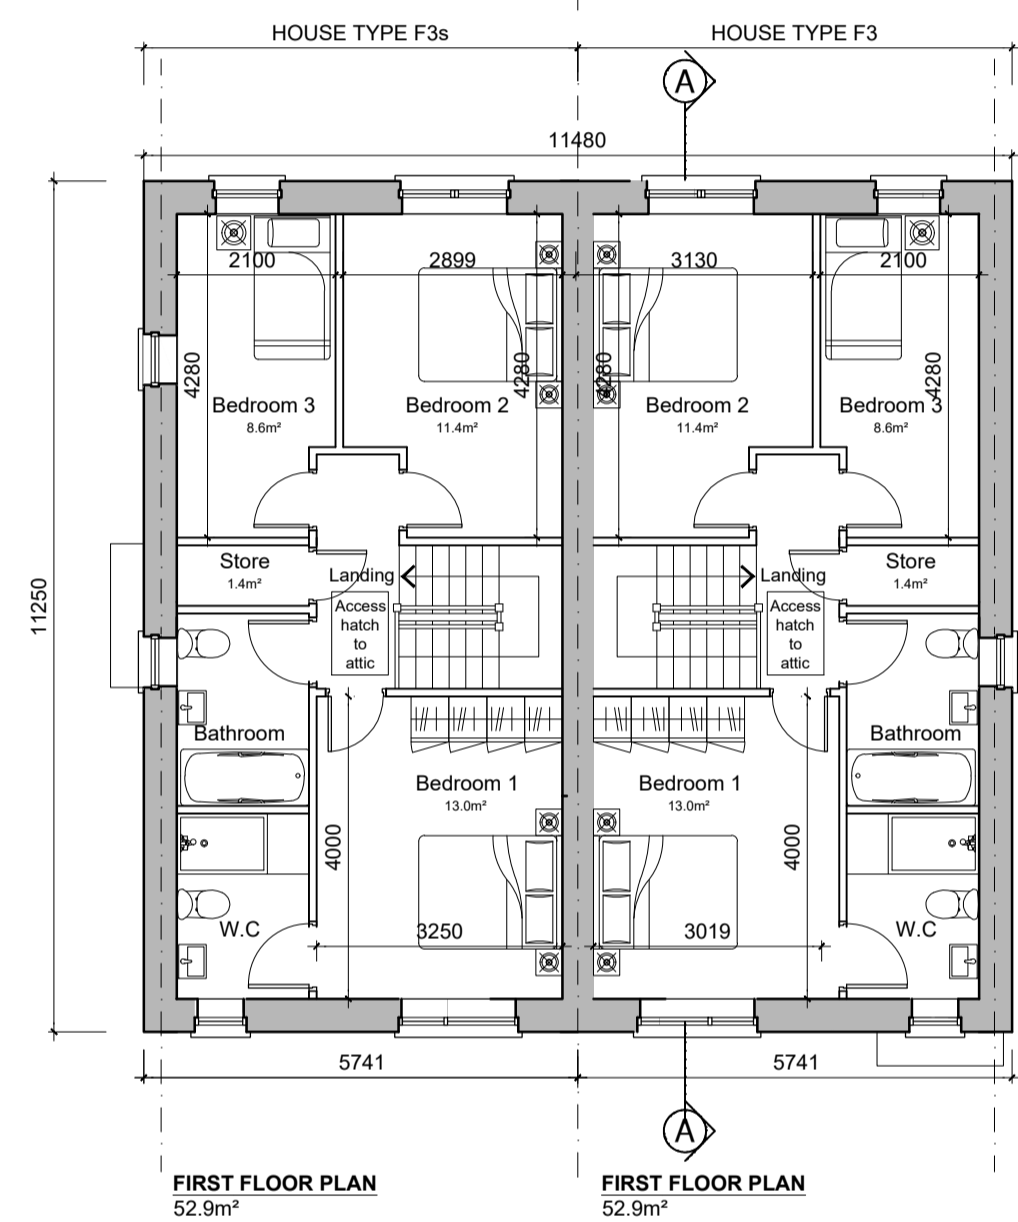 HOUSE TYPE F3s
HOUSE TYPE F3
A
11480
2100
2899
3130
2100
4280
4280
4280
4280
Bedroom 3
8.6m²
Bedroom 2
11.4m²
Bedroom 2
11.4m²
Bedroom 3
8.6m²
11250
Store
1.4m²
Landing
Access
hatch
to
attic
Landing
Access
hatch
to
attic
Store
1.4m²
Bathroom
Bathroom
Bedroom 1
13.0m²
Bedroom 1
13.0m²
4000
4000
W.C
3250
3019
W.C
5741
5741
A
FIRST FLOOR PLAN
52.9m²
FIRST FLOOR PLAN
52.9m²